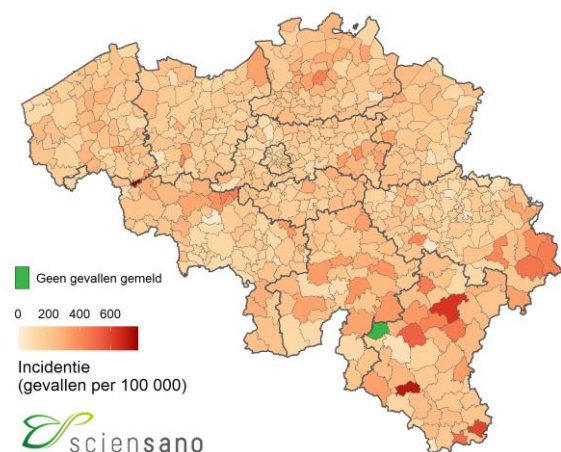 Geen gevallen gemeld
0 200 400 600
Incidentie
(gevallen per 100 000)
sciensano